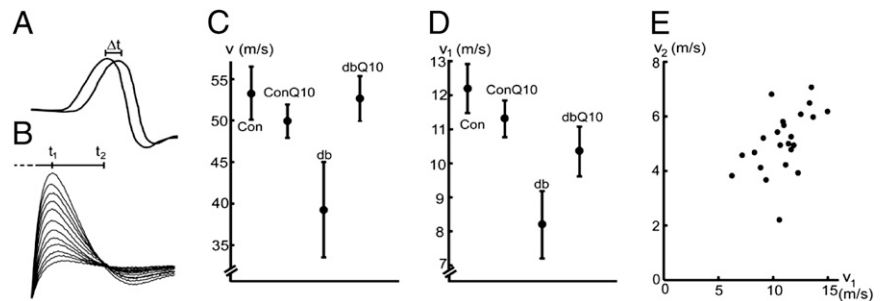 A
Δt
B
t1 t2
C
v (m/s)
55
50
45
40
35
Con
ConQ10
db
dbQ10
D
v1 (m/s)
13
12
11
10
9
8
7
Con
ConQ10
db
dbQ10
E
v2 (m/s)
8
6
4
2
0
0 5 10 15 v1
(m/s)